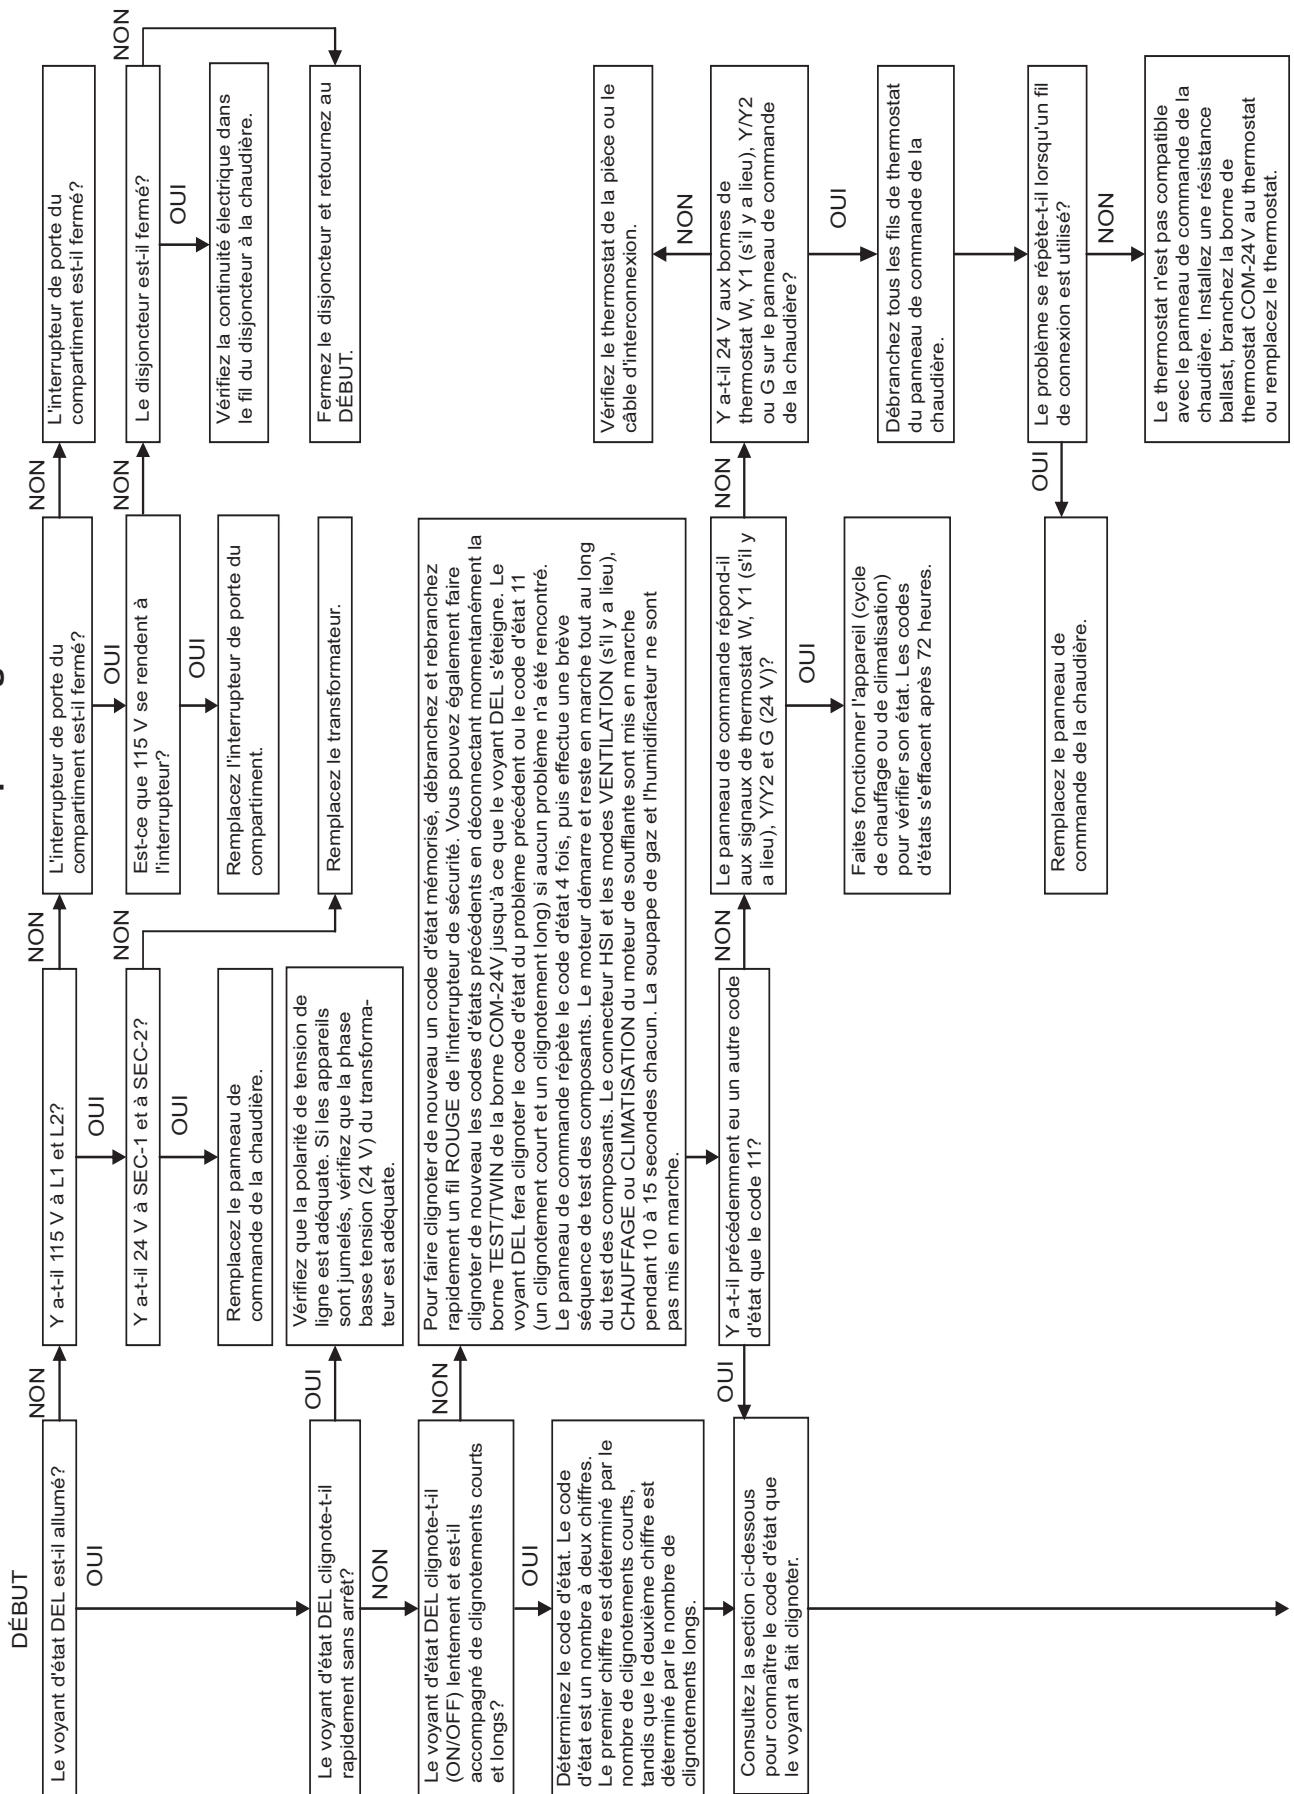 DÉBUT
Le voyant d'état DEL est-il allumé?
NON
OUI
Y a-t-il 115 V à L1 et L2?
NON
OUI
L'interrupteur de porte du
compartiment est-il fermé?
NON
OUI
L'interrupteur de porte du
compartiment est-il fermé?
Y a-t-il 24 V à SEC-1 et à SEC-2?
NON
OUI
Est-ce que 115 V se rendent à
l'interrupteur?
NON
OUI
Le disjoncteur est-il fermé?
NON
OUI
Remplacez le panneau de
commande de la chaudière.
Remplacez l'interrupteur de porte du
compartiment.
Vérifiez la continuité électrique dans
le fil du disjoncteur à la chaudière.
Le voyant d'état DEL clignote-t-il
rapidement sans arrêt?
OUI
NON
Vérifiez que la polarité de tension de
ligne est adéquate. Si les appareils
sont jumelés, vérifiez que la phase
basse tension (24 V) du transforma-
teur est adéquate.
Remplacez le transformateur.
Fermez le disjoncteur et retournez au
DÉBUT.
Le voyant d'état DEL clignote-t-il
(ON/OFF) lentement et est-il
accompagné de clignotements courts
et longs?
NON
OUI
Pour faire clignoter de nouveau un code d'état mémorisé, débranchez et rebranchez
rapidement un fil ROUGE de l'interrupteur de sécurité. Vous pouvez également faire
clignoter de nouveau les codes d'états précédents en déconnectant momentanément la
borne TEST/TWIN de la borne COM-24V jusqu'à ce que le voyant DEL s'éteigne. Le
voyant DEL fera clignoter le code d'état du problème précédent ou le code d'état 11
(un clignotement court et un clignotement long) si aucun problème n'a été rencontré.
Le panneau de commande répète le code d'état 4 fois, puis effectue une brève
séquence de test des composants. Le moteur démarre et reste en marche tout au long
du test des composants. Le connecteur HSI et les modes VENTILATION (s'il y a lieu),
CHAUFFAGE ou CLIMATISATION du moteur de soufflante sont mis en marche
pendant 10 à 15 secondes chacun. La soupape de gaz et l'humidificateur ne sont
pas mis en marche.
Vérifiez le thermostat de la pièce ou le
câble d'interconnexion.
NON
Déterminez le code d'état. Le code
d'état est un nombre à deux chiffres.
Le premier chiffre est déterminé par le
nombre de clignotements courts,
tandis que le deuxième chiffre est
déterminé par le nombre de
clignotements longs.
Consultez la section ci-dessous
pour connaître le code d'état que
le voyant a fait clignoter.
OUI
Y a-t-il précédemment eu un autre code
d'état que le code 11?
NON
Le panneau de commande répond-il
aux signaux de thermostat W, Y1 (s'il y
a lieu), Y/Y2 et G (24 V)?
NON
OUI
Y a-t-il 24 V aux bornes de
thermostat W, Y1 (s'il y a lieu), Y/Y2
ou G sur le panneau de commande
de la chaudière?
OUI
Faites fonctionner l'appareil (cycle
de chauffage ou de climatisation)
pour vérifier son état. Les codes
d'états s'effacent après 72 heures.
Débranchez tous les fils de thermostat
du panneau de commande de la
chaudière.
Remplacez le panneau de
commande de la chaudière.
OUI
Le problème se répète-t-il lorsqu'un fil
de connexion est utilisé?
NON
Le thermostat n'est pas compatible
avec le panneau de commande de la
chaudière. Installez une résistance
ballast, branchez la borne de
thermostat COM-24V au thermostat
ou remplacez le thermostat.